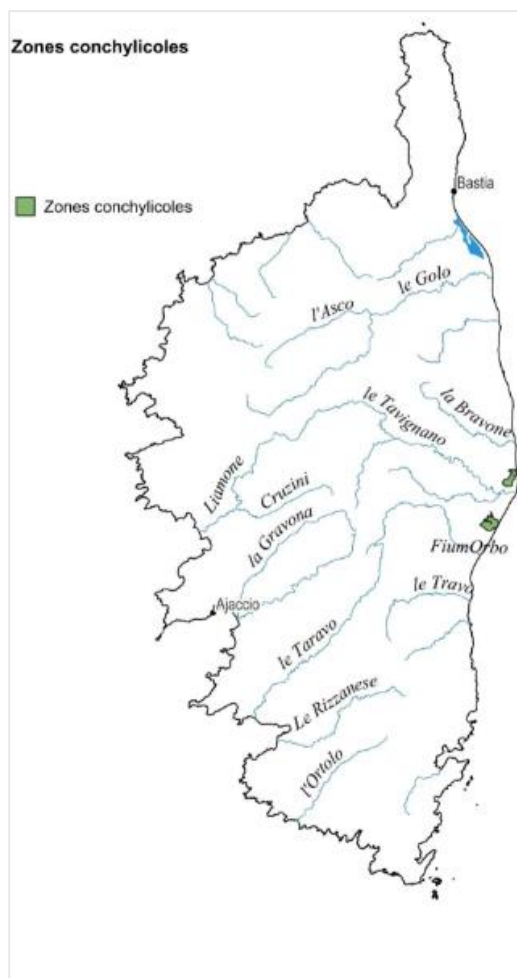 Zones conchylicoles
Bastia
Zones conchylicoles
le Golo
l'Asco
la Bravone
le Tavignano
Liamone
Cruzini
la Gravona
FiumOrbo
le Travo
Ajaccio
le Taravo
Le Rizzanese
l'Ortolo